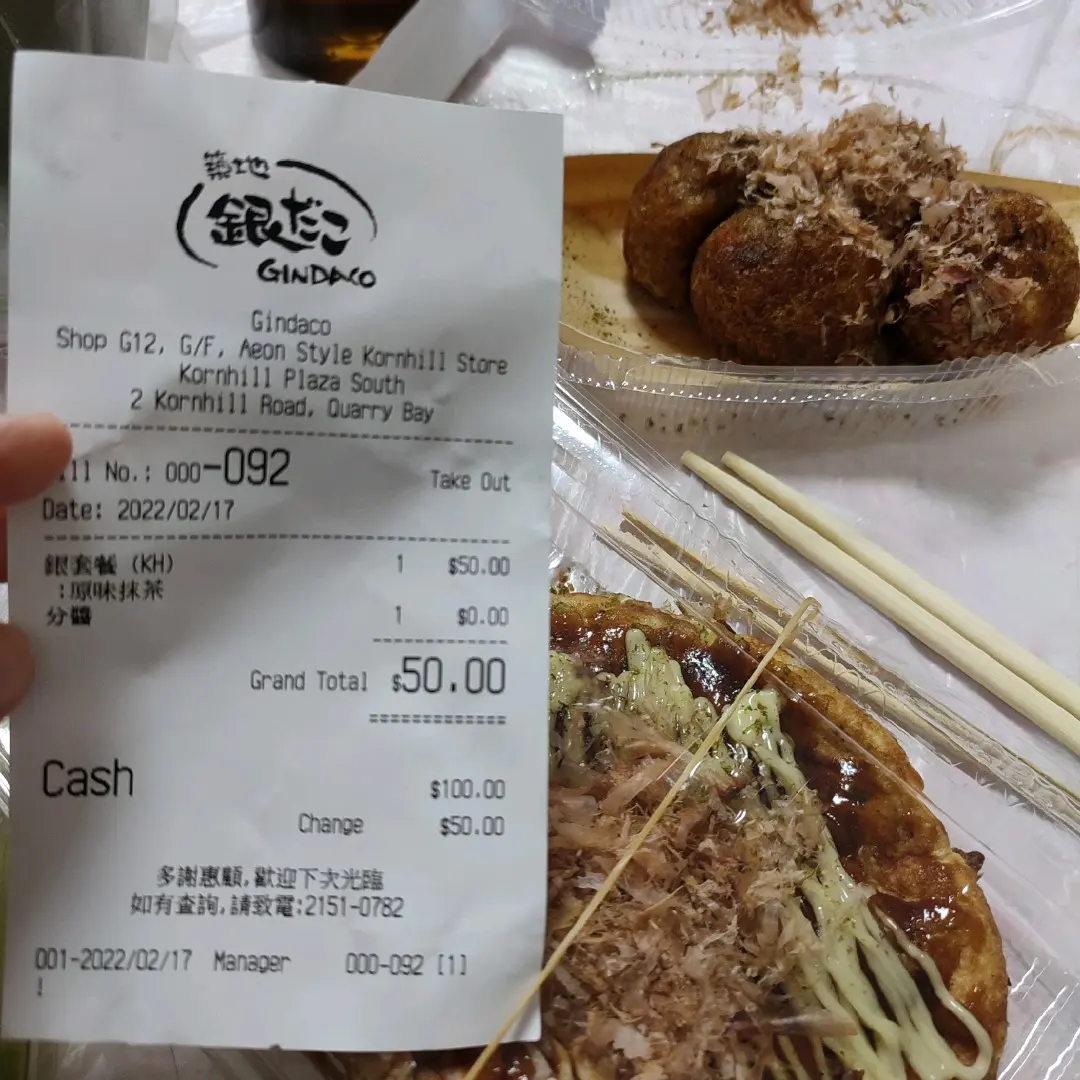 築地
銀だこ
GINDACO
Gindaco
Shop G12, G/F, Aeon Style Kornhill Store
Kornhill Plaza South
2 Kornhill Road, Quarry Bay
No.: 000-092 Take Out
Date: 2022/02/17
銀套餐 (KH) 1 $50.00
:原味抹茶
分醬 1 $0.00
Grand Total $50.00
Cash $100.00
Change $50.00
多謝惠顧,歡迎下次光臨
如有查詢,請致電:2151-0782
001-2022/02/17 Manager 000-092 [1]
!